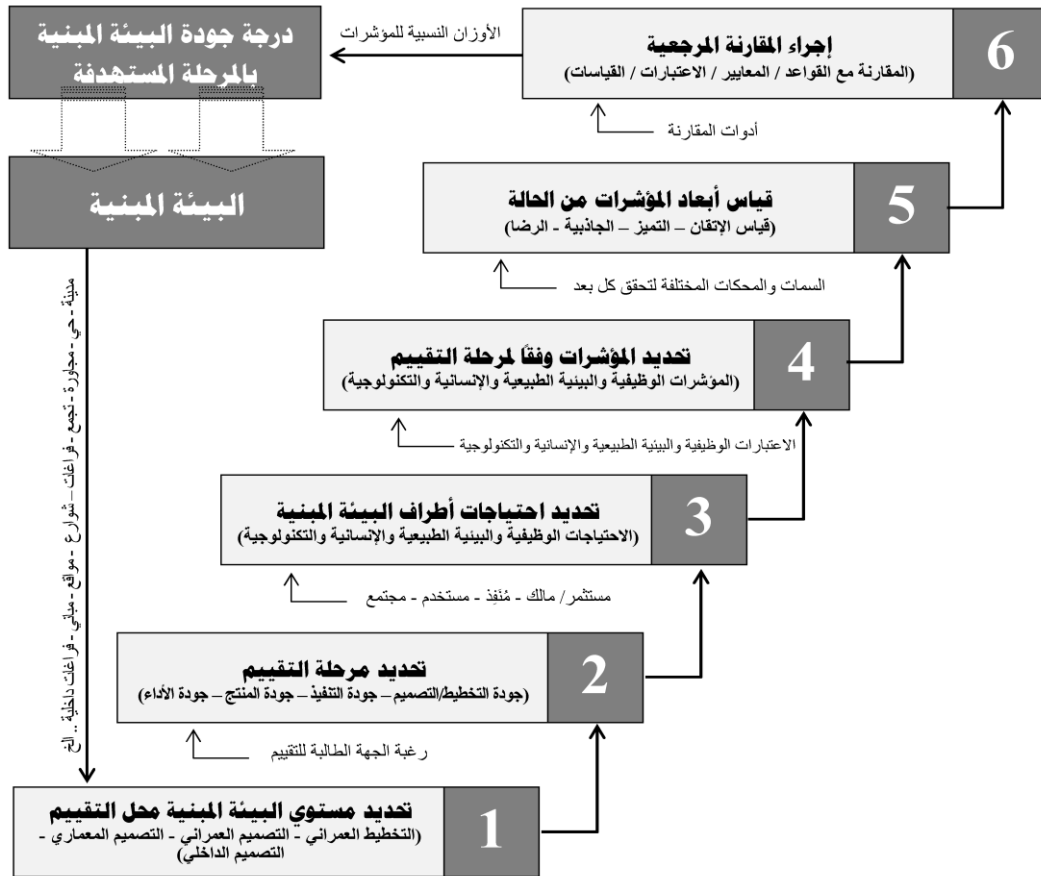 درجة جودة البيئة المبنية
بالمرحلة المستهدفة
الأوزان النسبية للمؤشرات
إجراء المقارنة المرجعية
(المقارنة مع القواعد / المعايير / الاعتبارات / القياسات)
6
أدوات المقارنة
البيئة المبنية
قياس أبعاد المؤشرات من الحالة
(قياس الإتقان – التميز – الجاذبية - الرضا)
5
السمات والمحكات المختلفة لتحقق كل بعد
تحديد المؤشرات وفقاً لمرحلة التقييم
(المؤشرات الوظيفية والبيئية الطبيعية والإنسانية والتكنولوجية)
4
الاعتبارات الوظيفية والبيئية الطبيعية والإنسانية والتكنولوجية
تحديد احتياجات أطراف البيئة المبنية
(الاحتياجات الوظيفية والبيئية الطبيعية والإنسانية والتكنولوجية)
3
مستثمر/ مالك - مُنَفِذ - مستخدم - مجتمع
تحديد مرحلة التقييم
(جودة التخطيط/التصميم – جودة التنفيذ – جودة المنتج – جودة الأداء)
2
رغبة الجهة الطالبة للتقييم
مدينة - حي - مجاورة - تجمع - فراغات – شوارع - مواقع - مباني - فراغات داخلية .. الخ
تحديد مستوي البيئة المبنية محل التقييم
(التخطيط العمراني - التصميم العمراني - التصميم المعماري -
التصميم الداخلي)
1